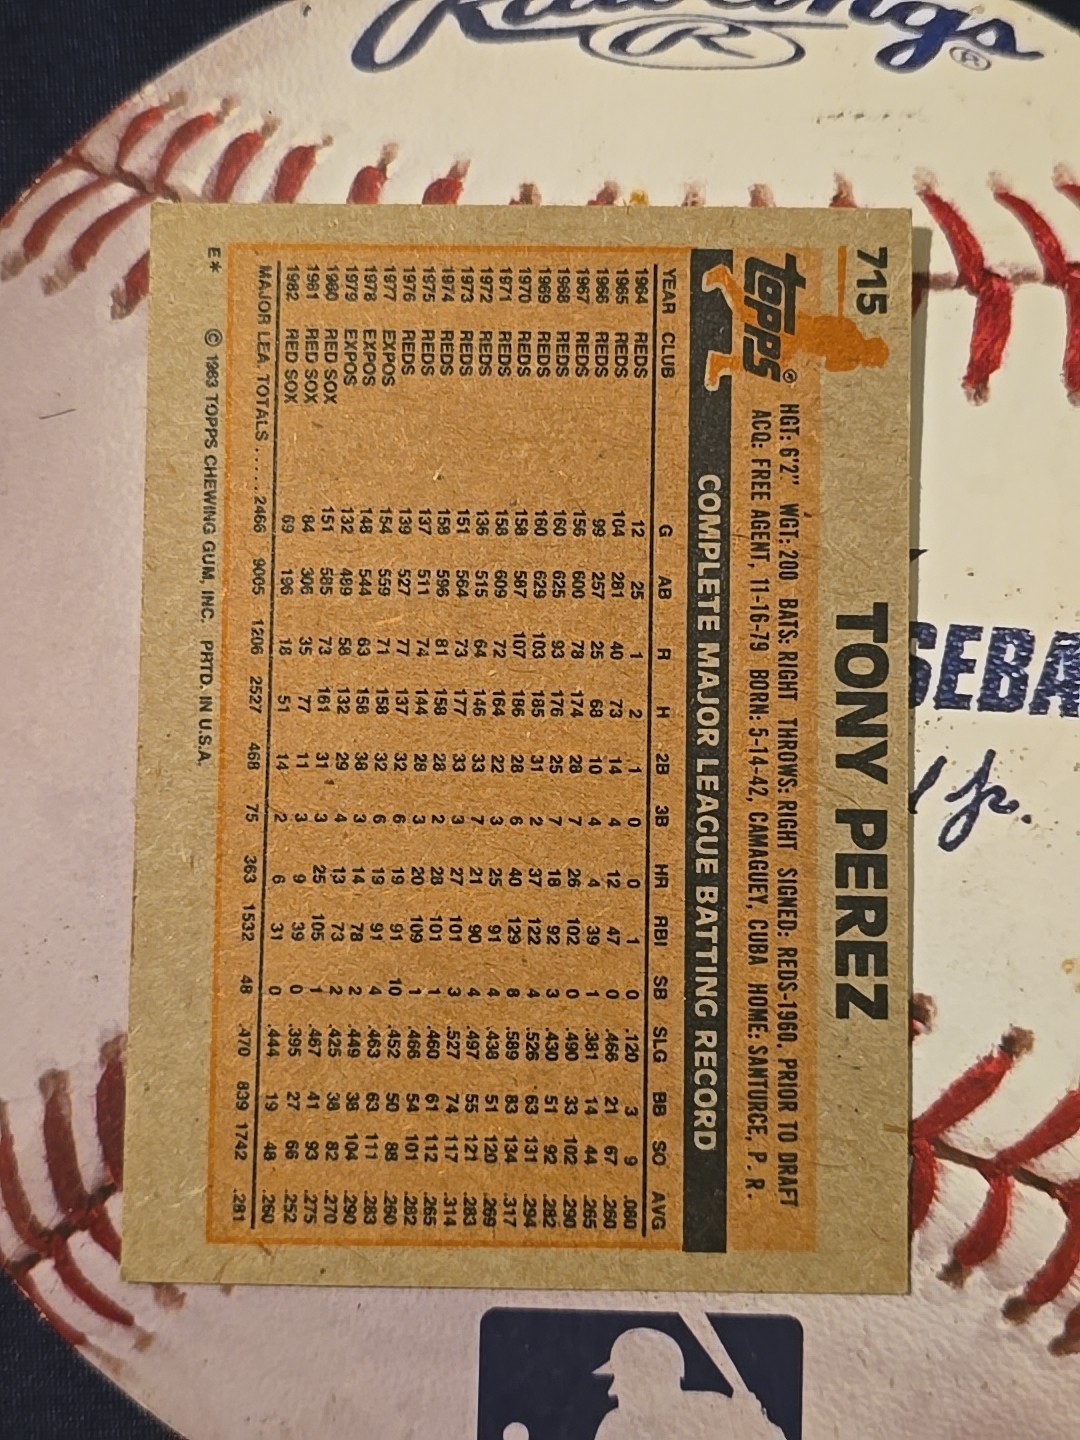 Rawlings
R
®
SEBA
Jr.
715
TONY PEREZ
Topps®
HGT: 6'2" WGT: 200 BATS: RIGHT THROWS: RIGHT SIGNED: REDS-1960, PRIOR TO DRAFT
ACQ: FREE AGENT, 11-16-79 BORN: 5-14-42, CAMAGUEY, CUBA HOME: SANTURCE, P. R.
COMPLETE MAJOR LEAGUE BATTING RECORD
YEAR CLUB G AB R H 2B 3B HR RBI SB SLG BB SO AVG
1964 REDS 12 25 1 2 1 0 0 1 0 .120 3 9 .080
1965 REDS 104 281 40 73 14 4 12 47 0 .466 21 67 .260
1966 REDS 99 257 25 68 10 4 4 39 1 .381 14 44 .265
1967 REDS 156 600 78 174 28 7 26 102 0 .490 33 102 .290
1968 REDS 160 625 93 176 25 7 18 92 3 .430 51 92 .282
1969 REDS 160 629 103 185 31 2 37 122 4 .526 63 131 .294
1970 REDS 158 587 107 186 28 6 40 129 8 .589 83 134 .317
1971 REDS 158 609 72 164 22 3 25 91 4 .438 51 120 .269
1972 REDS 136 515 64 146 33 7 21 90 4 .497 55 121 .283
1973 REDS 151 564 73 177 33 3 27 101 3 .527 74 117 .314
1974 REDS 158 596 81 158 28 2 28 101 1 .460 61 112 .265
1975 REDS 137 511 74 144 28 3 20 109 1 .466 54 101 .282
1976 REDS 139 527 77 137 32 6 19 91 10 .452 50 88 .260
1977 EXPOS 154 559 71 158 32 6 19 91 4 .463 63 111 .283
1978 EXPOS 148 544 63 158 38 3 14 78 2 .449 38 104 .290
1979 EXPOS 132 489 58 132 29 4 13 73 2 .425 38 82 .270
1980 RED SOX 151 585 73 161 31 3 25 105 1 .467 41 93 .275
1981 RED SOX 84 306 35 77 11 3 9 39 0 .395 27 66 .252
1982 RED SOX 69 196 18 51 14 2 6 31 0 .444 19 48 .260
MAJOR LEA. TOTALS ..... 2466 9005 1206 2527 468 75 363 1532 48 .470 839 1742 .281
E* © 1983 TOPPS CHEWING GUM, INC. PRTD. IN U.S.A.